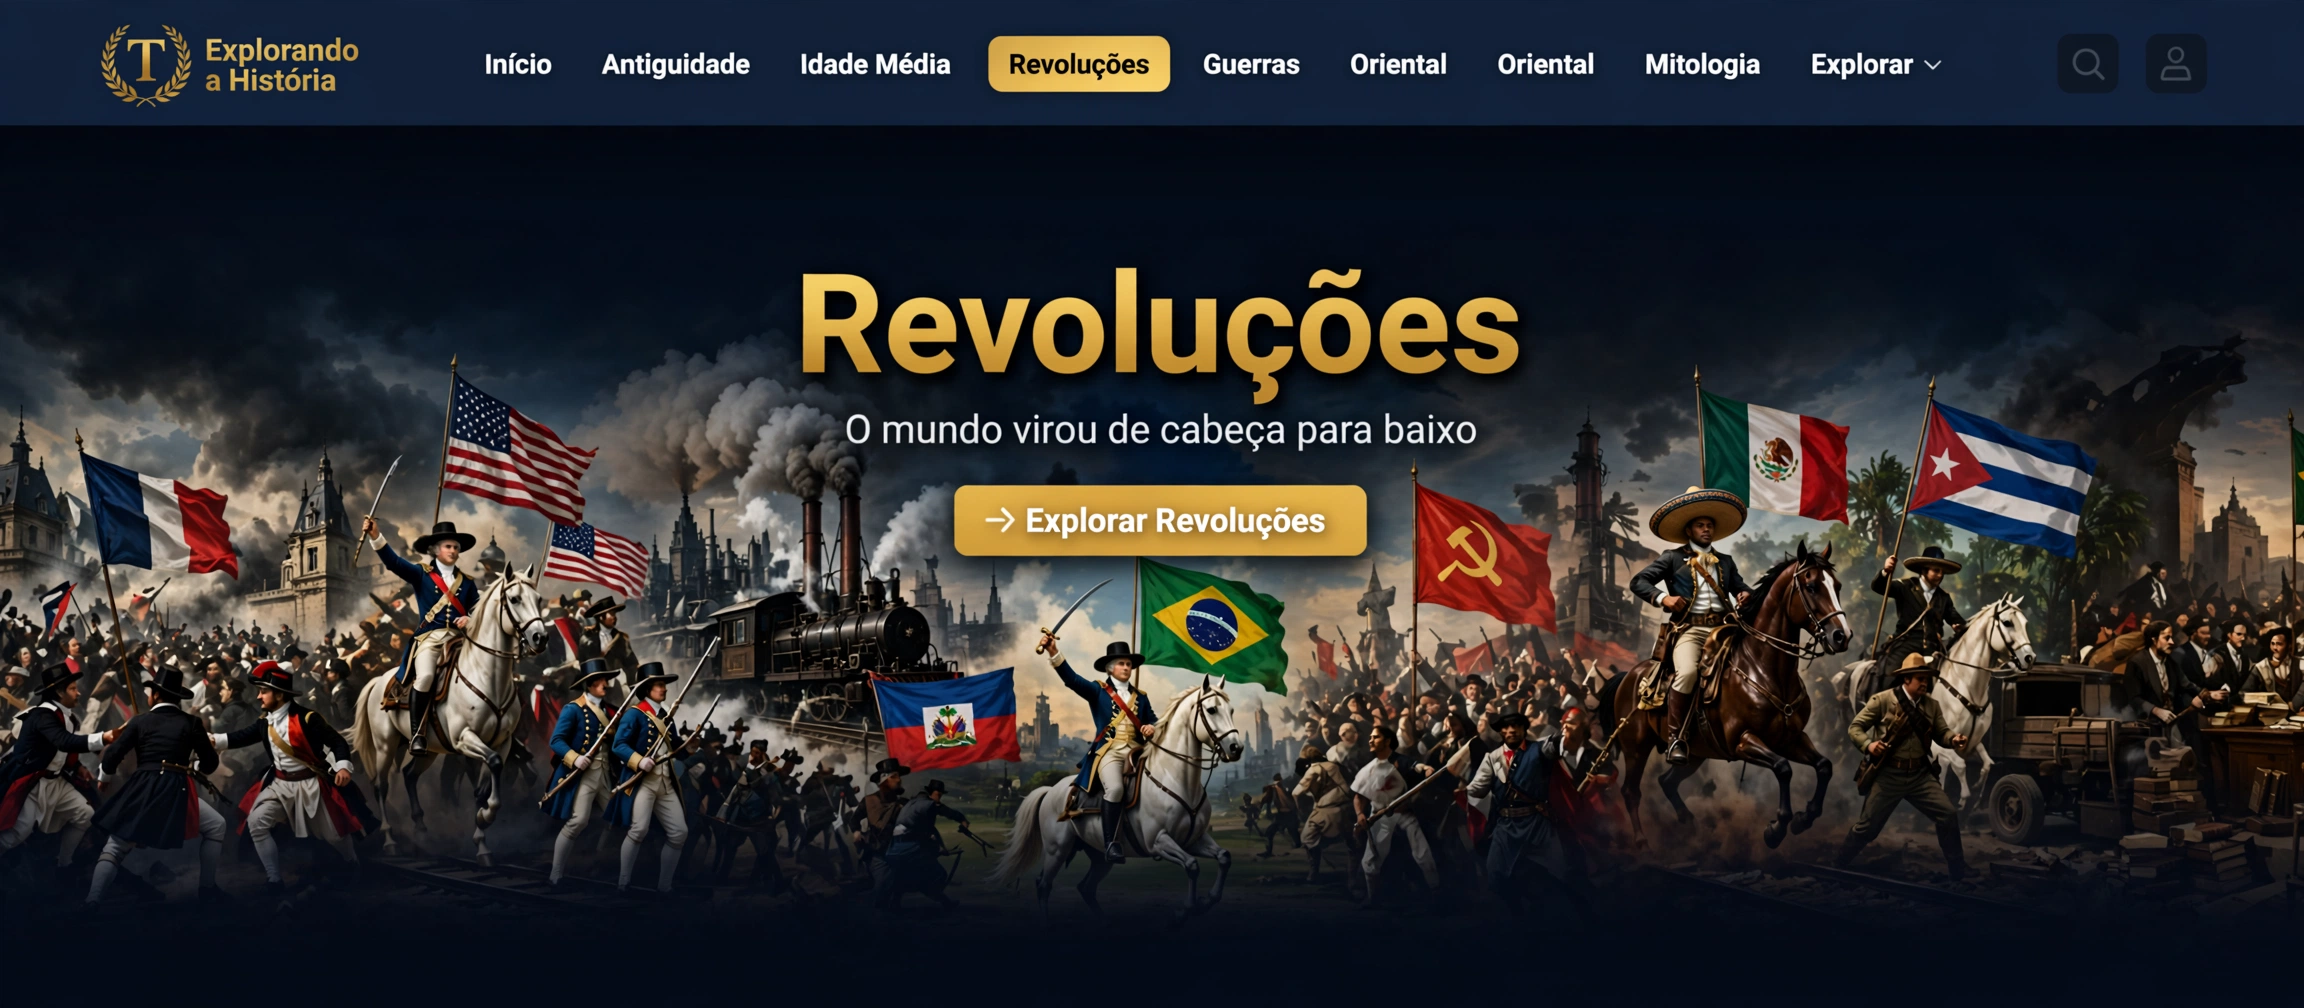 T
Explorando
a História
Início Antiguidade Idade Média Revoluções Guerras Oriental Oriental Mitologia Explorar
Revoluções
O mundo virou de cabeça para baixo
→ Explorar Revoluções